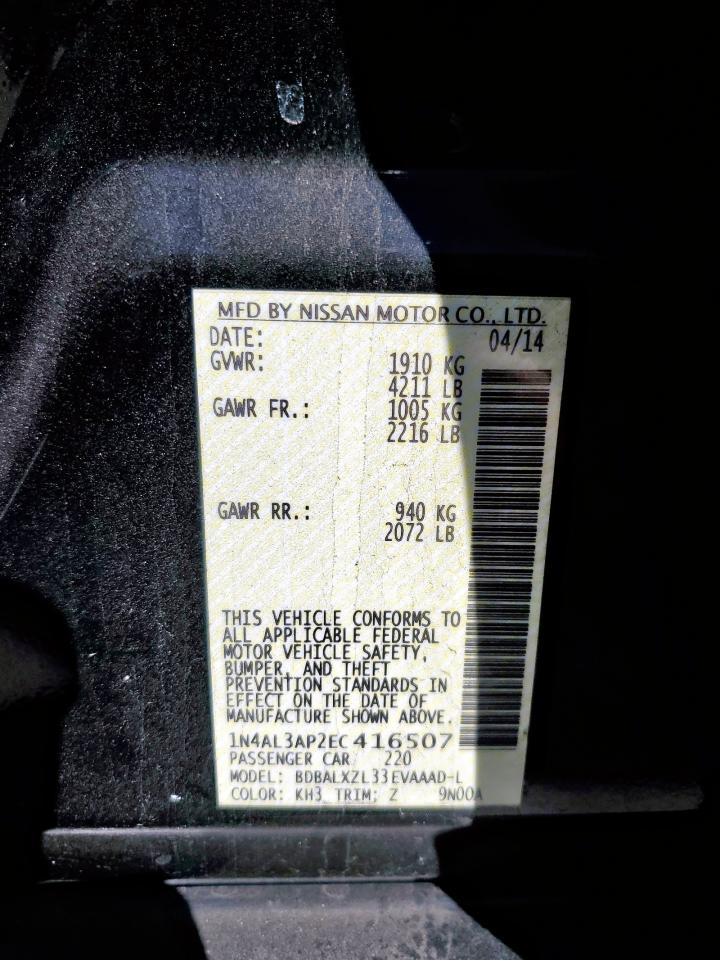 MFD BY NISSAN MOTOR CO., LTD.
DATE: 04/14
GVWR: 1910 KG
4211 LB
GAWR FR.: 1005 KG
2216 LB
GAWR RR.: 940 KG
2072 LB
THIS VEHICLE CONFORMS TO
ALL APPLICABLE FEDERAL
MOTOR VEHICLE SAFETY,
BUMPER, AND THEFT
PREVENTION STANDARDS IN
EFFECT ON THE DATE OF
MANUFACTURE SHOWN ABOVE.
1N4AL3AP2EC416507
PASSENGER CAR 220
MODEL: BDBALXZL33EVAAAD-L
COLOR: KH3 TRIM: Z 9N00A